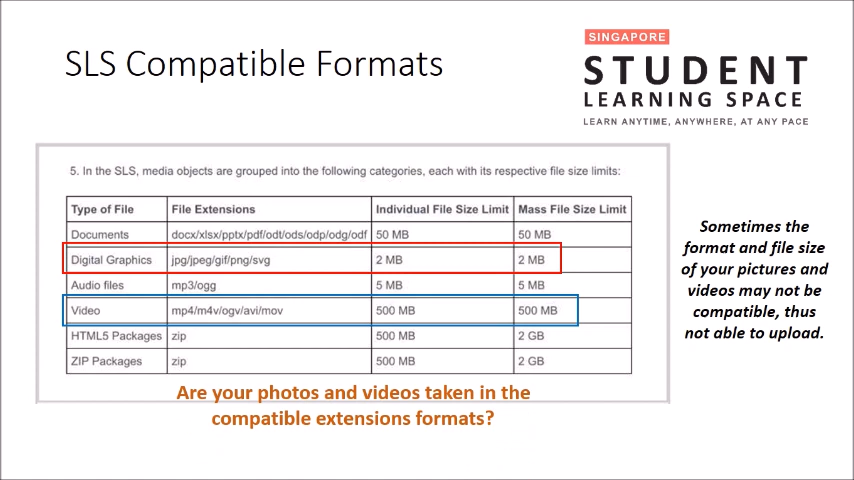 SLS Compatible Formats
SINGAPORE
STUDENT
LEARNING SPACE
LEARN ANYTIME, ANYWHERE, AT ANY PACE
5. In the SLS, media objects are grouped into the following categories, each with its respective file size limits:
Type of File File Extensions Individual File Size Limit Mass File Size Limit
Documents docx/xlsx/pptx/pdf/odt/ods/odp/odg/odf 50 MB 50 MB
Digital Graphics jpg/jpeg/gif/png/svg 2 MB 2 MB
Audio files mp3/ogg 5 MB 5 MB
Video mp4/m4v/ogv/avi/mov 500 MB 500 MB
HTML5 Packages zip 500 MB 2 GB
ZIP Packages zip 500 MB 2 GB
Sometimes the
format and file size
of your pictures and
videos may not be
compatible, thus
not able to upload.
Are your photos and videos taken in the
compatible extensions formats?